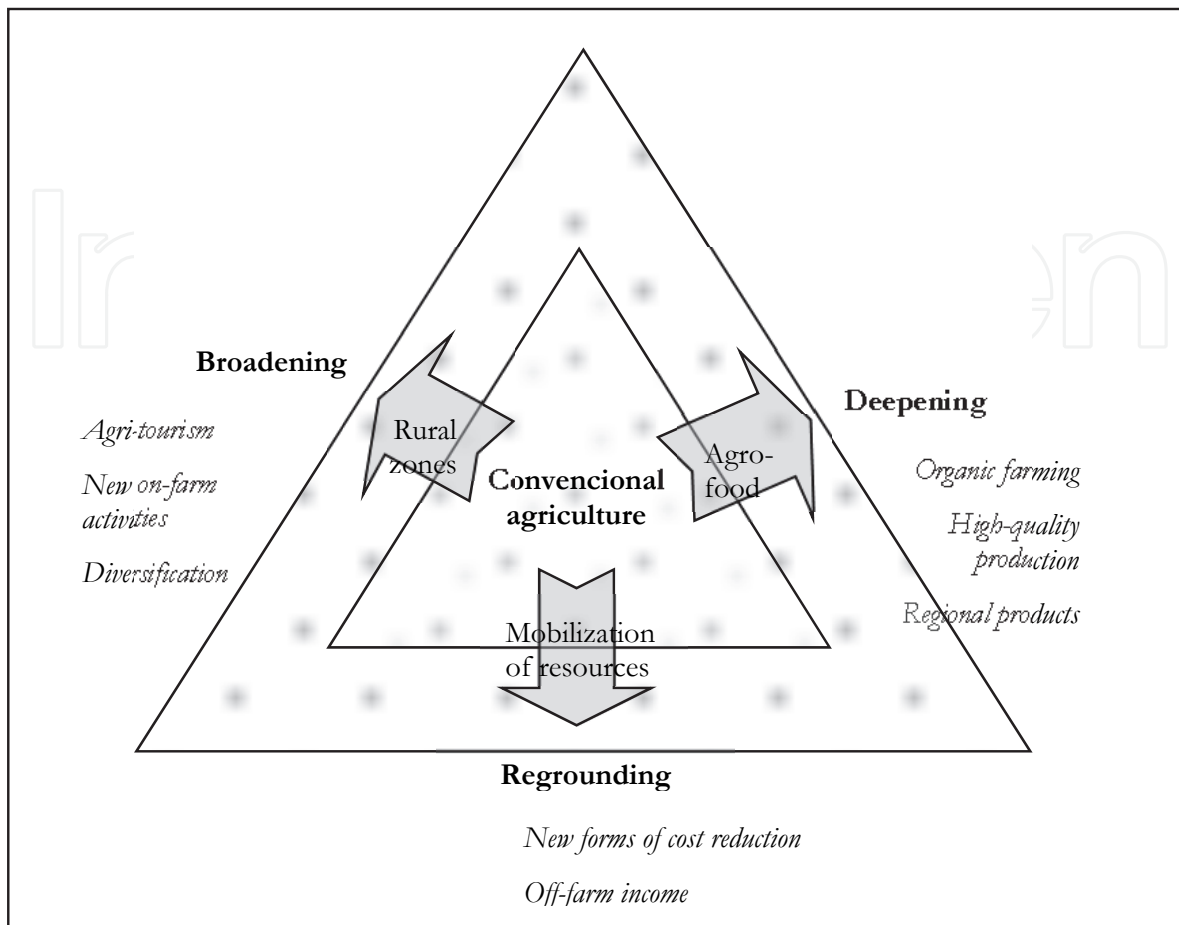 Broadening
Agri-tourism
New on-farm
activities
Diversification
Rural
zones
Convencional
agriculture
Agro-
food
Deepening
Organic farming
High-quality
production
Regional products
Mobilization
of resources
Regrounding
New forms of cost reduction
Off-farm income